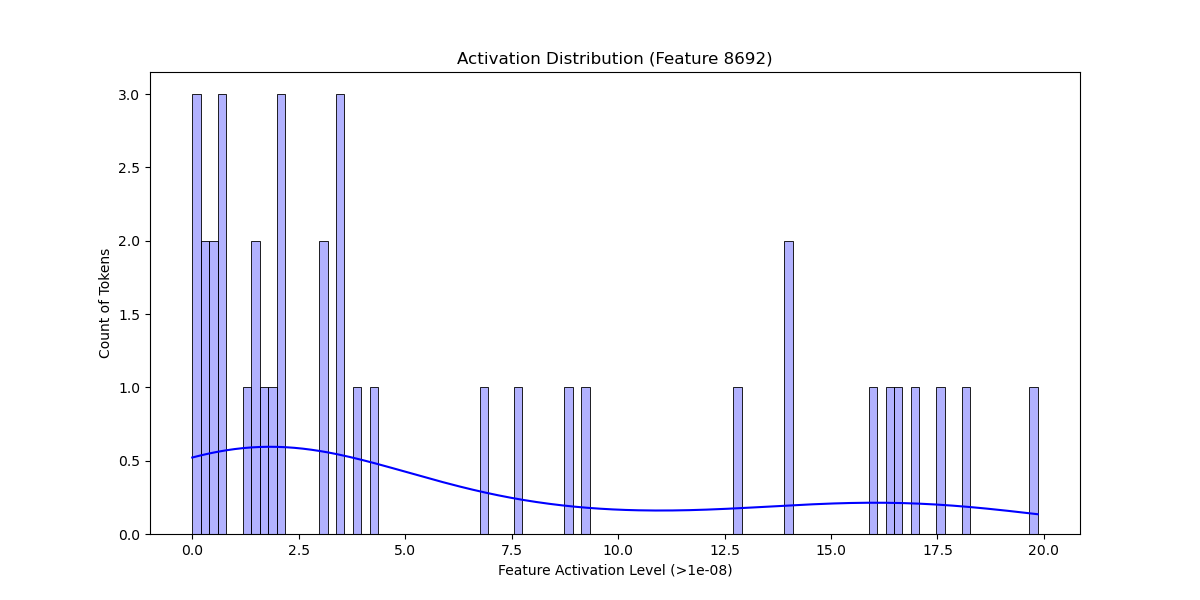 Activation Distribution (Feature 8692)
3.0
2.5
2.0
1.5
1.0
0.5
0.0
Count of Tokens
0.0 2.5 5.0 7.5 10.0 12.5 15.0 17.5 20.0
Feature Activation Level (>1e-08)